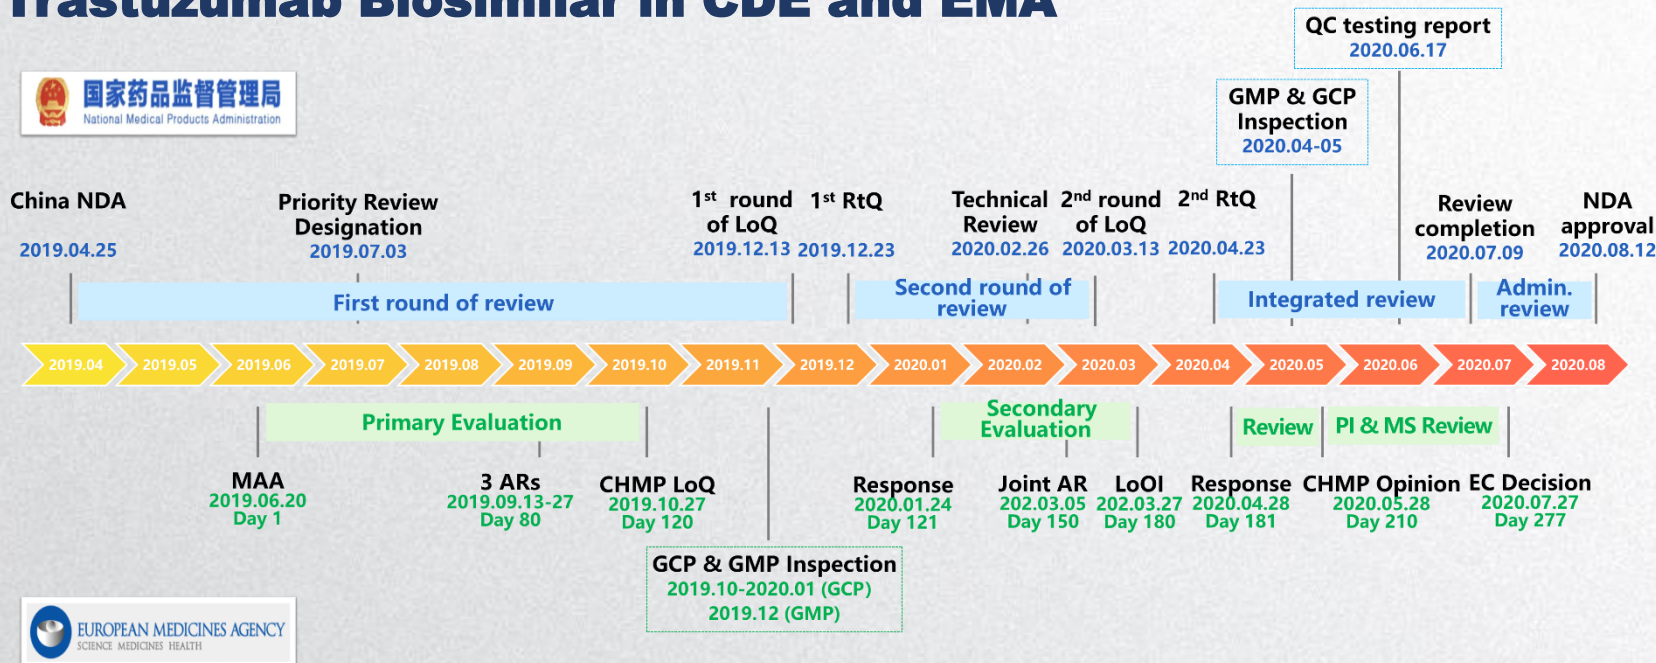 Trastuzumab Biosimilar in CDE and EMA
QC testing report
2020.06.17
国家药品监督管理局
National Medical Products Administration
GMP & GCP
Inspection
2020.04-05
China NDA
2019.04.25
Priority Review
Designation
2019.07.03
1st round
of LoQ
2019.12.13
1st RtQ
2019.12.23
Technical
Review
2020.02.26
2nd round
of LoQ
2020.03.13
2nd RtQ
2020.04.23
Review
completion
2020.07.09
NDA
approval
2020.08.12
First round of review
Second round of
review
Integrated review
Admin.
review
2019.04
2019.05
2019.06
2019.07
2019.08
2019.09
2019.10
2019.11
2019.12
2020.01
2020.02
2020.03
2020.04
2020.05
2020.06
2020.07
2020.08
Primary Evaluation
Secondary
Evaluation
Review
PI & MS Review
MAA
2019.06.20
Day 1
3 ARs
2019.09.13-27
Day 80
CHMP LoQ
2019.10.27
Day 120
Response
2020.01.24
Day 121
Joint AR
202.03.05
Day 150
LoOI
202.03.27
Day 180
Response
2020.04.28
Day 181
CHMP Opinion
2020.05.28
Day 210
EC Decision
2020.07.27
Day 277
GCP & GMP Inspection
2019.10-2020.01 (GCP)
2019.12 (GMP)
EUROPEAN MEDICINES AGENCY
SCIENCE MEDICINES HEALTH